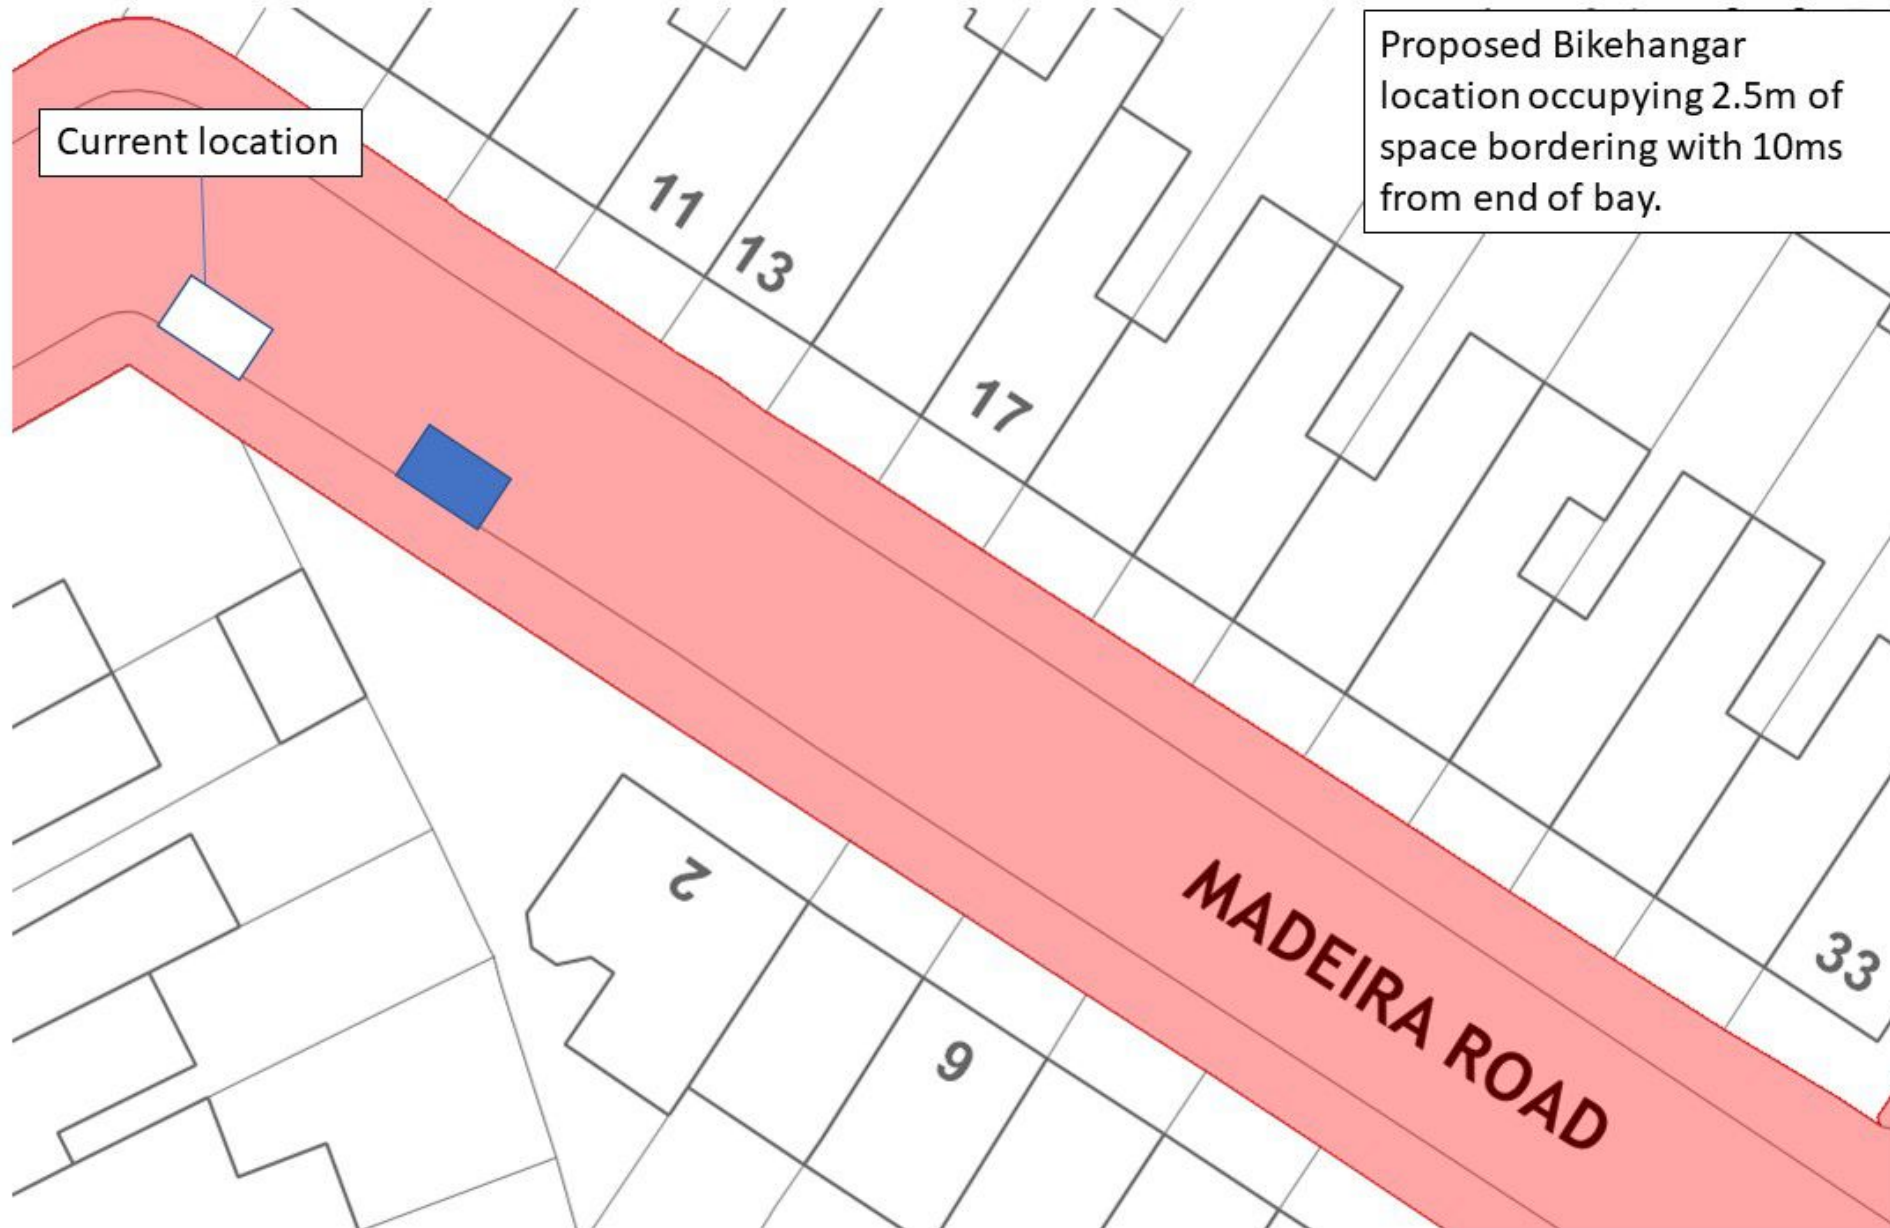 Proposed Bikehangar
location occupying 2.5m of
space bordering with 10ms
from end of bay.
Current location
11
13
17
2
6
33
MADEIRA ROAD